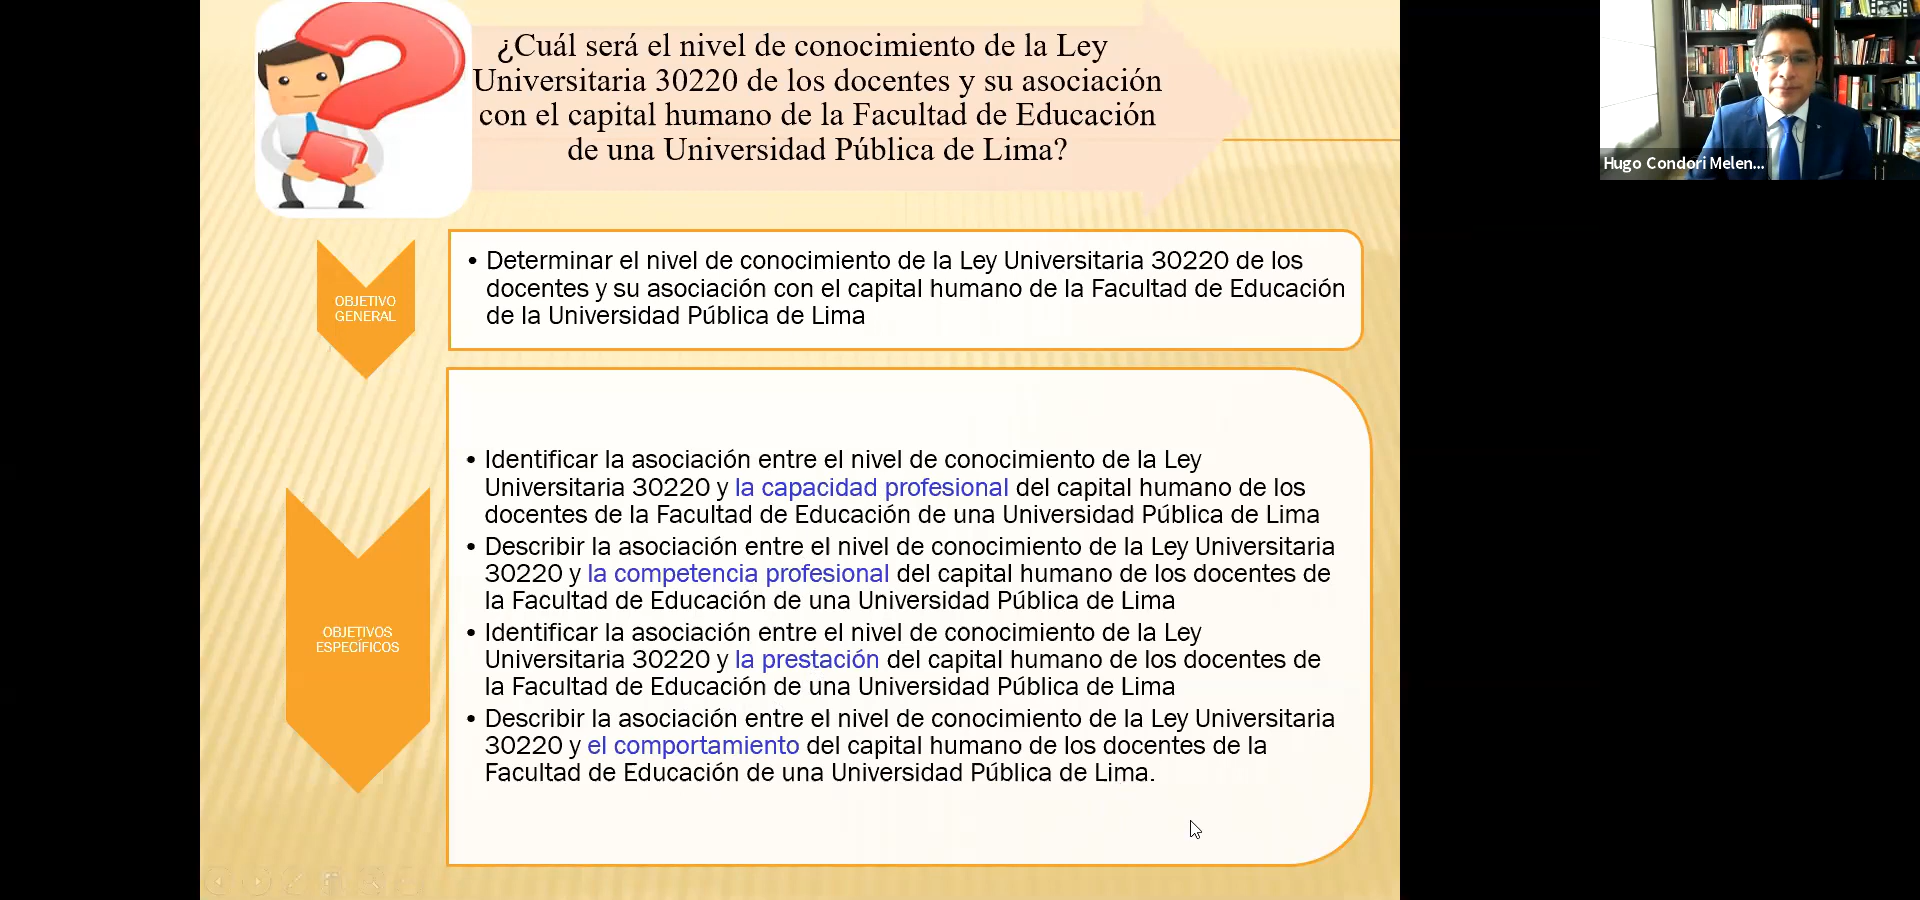 ¿Cuál será el nivel de conocimiento de la Ley
Universitaria 30220 de los docentes y su asociación
con el capital humano de la Facultad de Educación
de una Universidad Pública de Lima?
Hugo Condori Melen...
OBJETIVO
GENERAL
• Determinar el nivel de conocimiento de la Ley Universitaria 30220 de los
docentes y su asociación con el capital humano de la Facultad de Educación
de la Universidad Pública de Lima
OBJETIVOS
ESPECÍFICOS
• Identificar la asociación entre el nivel de conocimiento de la Ley
Universitaria 30220 y la capacidad profesional del capital humano de los
docentes de la Facultad de Educación de una Universidad Pública de Lima
• Describir la asociación entre el nivel de conocimiento de la Ley Universitaria
30220 y la competencia profesional del capital humano de los docentes de
la Facultad de Educación de una Universidad Pública de Lima
• Identificar la asociación entre el nivel de conocimiento de la Ley
Universitaria 30220 y la prestación del capital humano de los docentes de
la Facultad de Educación de una Universidad Pública de Lima
• Describir la asociación entre el nivel de conocimiento de la Ley Universitaria
30220 y el comportamiento del capital humano de los docentes de la
Facultad de Educación de una Universidad Pública de Lima.